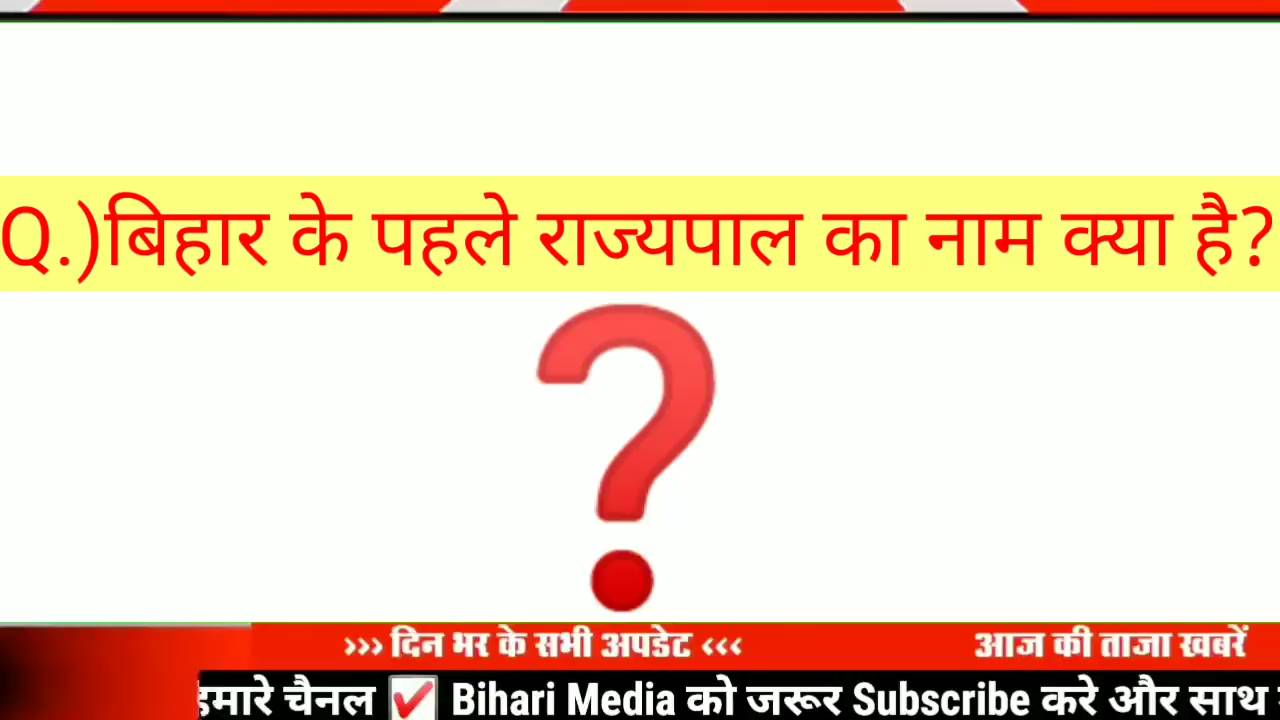 Q.)बिहार के पहले राज्यपाल का नाम क्या है?
>>> दिन भर के सभी अपडेट <<< आज की ताजा खबरें
हमारे चैनल ✅ Bihari Media को जरूर Subscribe करे और साथ